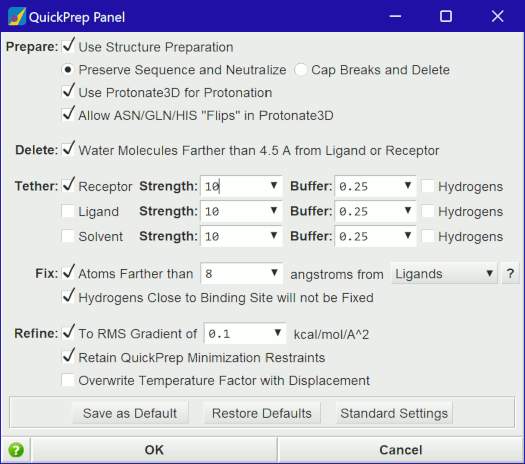 QuickPrep Panel
Prepare: Use Structure Preparation
Preserve Sequence and Neutralize Cap Breaks and Delete
Use Protonate3D for Protonation
Allow ASN/GLN/HIS "Flips" in Protonate3D
Delete: Water Molecules Farther than 4.5 A from Ligand or Receptor
Tether: Receptor Strength: 10 Buffer: 0.25 Hydrogens
Ligand Strength: 10 Buffer: 0.25 Hydrogens
Solvent Strength: 10 Buffer: 0.25 Hydrogens
Fix: Atoms Farther than 8 angstroms from Ligands ?
Hydrogens Close to Binding Site will not be Fixed
Refine: To RMS Gradient of 0.1 kcal/mol/A^2
Retain QuickPrep Minimization Restraints
Overwrite Temperature Factor with Displacement
Save as Default Restore Defaults Standard Settings
? OK Cancel